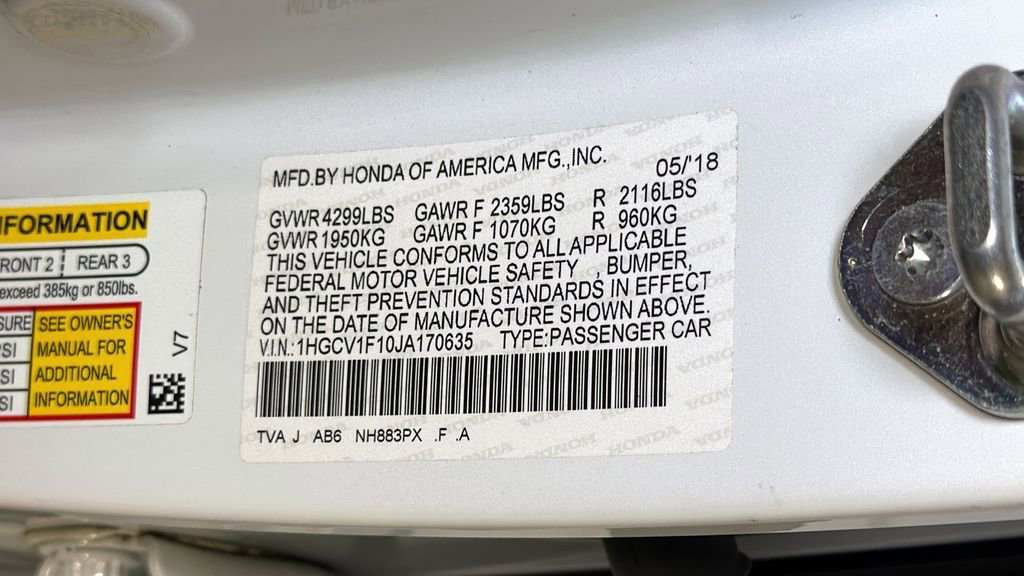 MFD.BY HONDA OF AMERICA MFG.,INC. 05/'18
GVWR 4299LBS GAWR F 2359LBS R 2116LBS
GVWR 1950KG GAWR F 1070KG R 960KG
THIS VEHICLE CONFORMS TO ALL APPLICABLE
FEDERAL MOTOR VEHICLE SAFETY , BUMPER,
AND THEFT PREVENTION STANDARDS IN EFFECT
ON THE DATE OF MANUFACTURE SHOWN ABOVE.
V.I.N.:1HGCV1F10JA170635 TYPE:PASSENGER CAR
TVA J AB6 NH883PX .F .A
NFORMATION
RONT 2 REAR 3
exceed 385kg or 850lbs.
SURE SEE OWNER'S
PSI MANUAL FOR
SI ADDITIONAL
SI INFORMATION
V7
HONDA